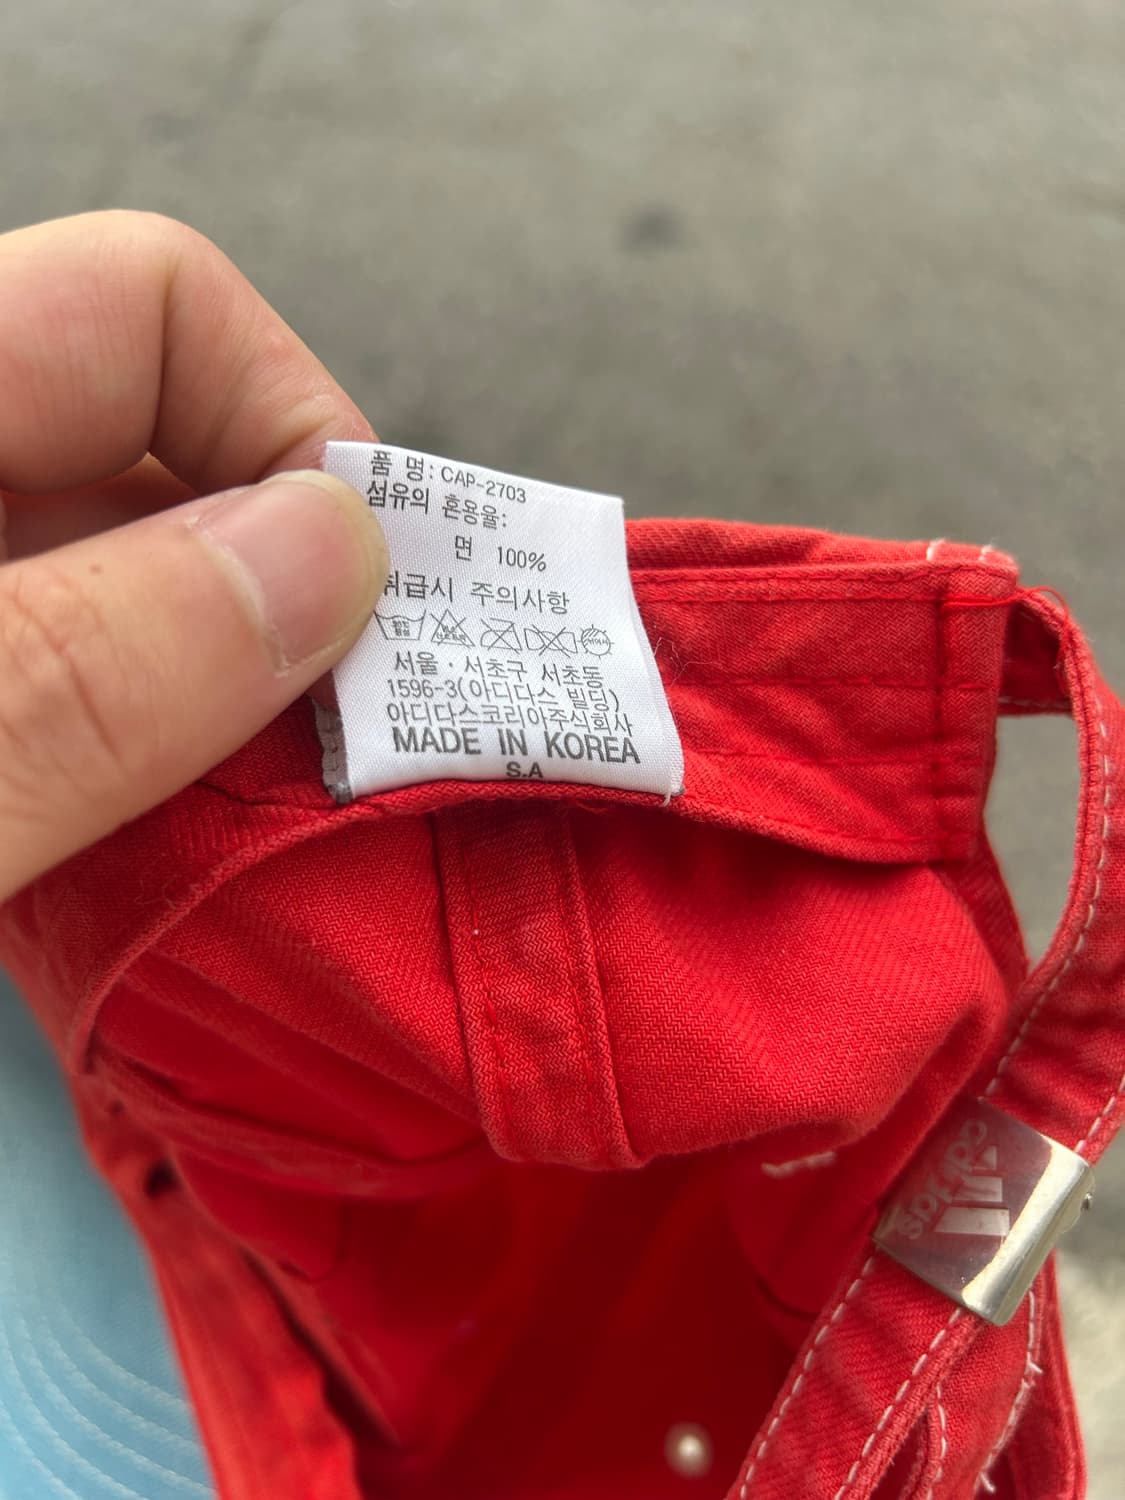 품 명: CAP-2703
섬유의 혼용율:
면 100%
취급시 주의사항
서울·서초구 서초동
1596-3(아디다스 빌딩)
아디다스코리아주식회사
MADE IN KOREA
S.A
adidas